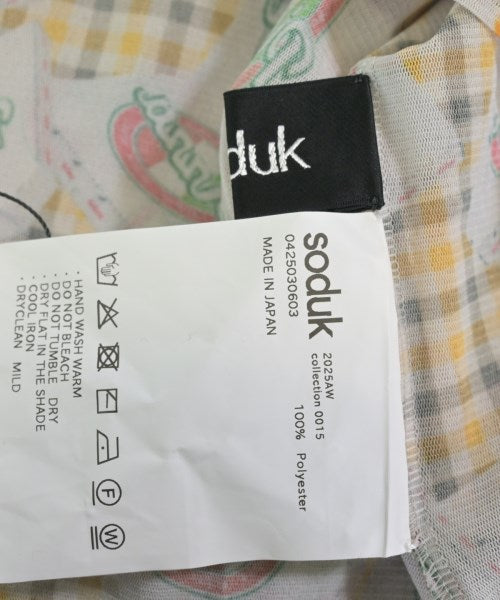 duk
soduk
0425030603
MADE IN JAPAN
2025AW
collection 0015
100% Polyester
F
W
· HAND WASH WARM
· DO NOT BLEACH
· DO NOT TUMBLE DRY
· DRY FLAT IN THE SHADE
· COOL IRON
· DRYCLEAN MILD